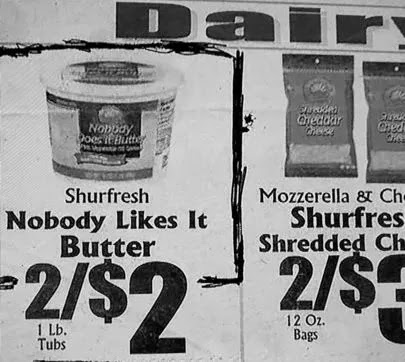 Dairy
Nobody
Does it Butter
Shurfresh
Nobody Likes It
Butter
2/$2
1 Lb.
Tubs
Shredded
Cheddar
Cheese
Shredded
Mozzerella & Ch
Shurfres
Shredded Ch
2/$3
12 Oz.
Bags